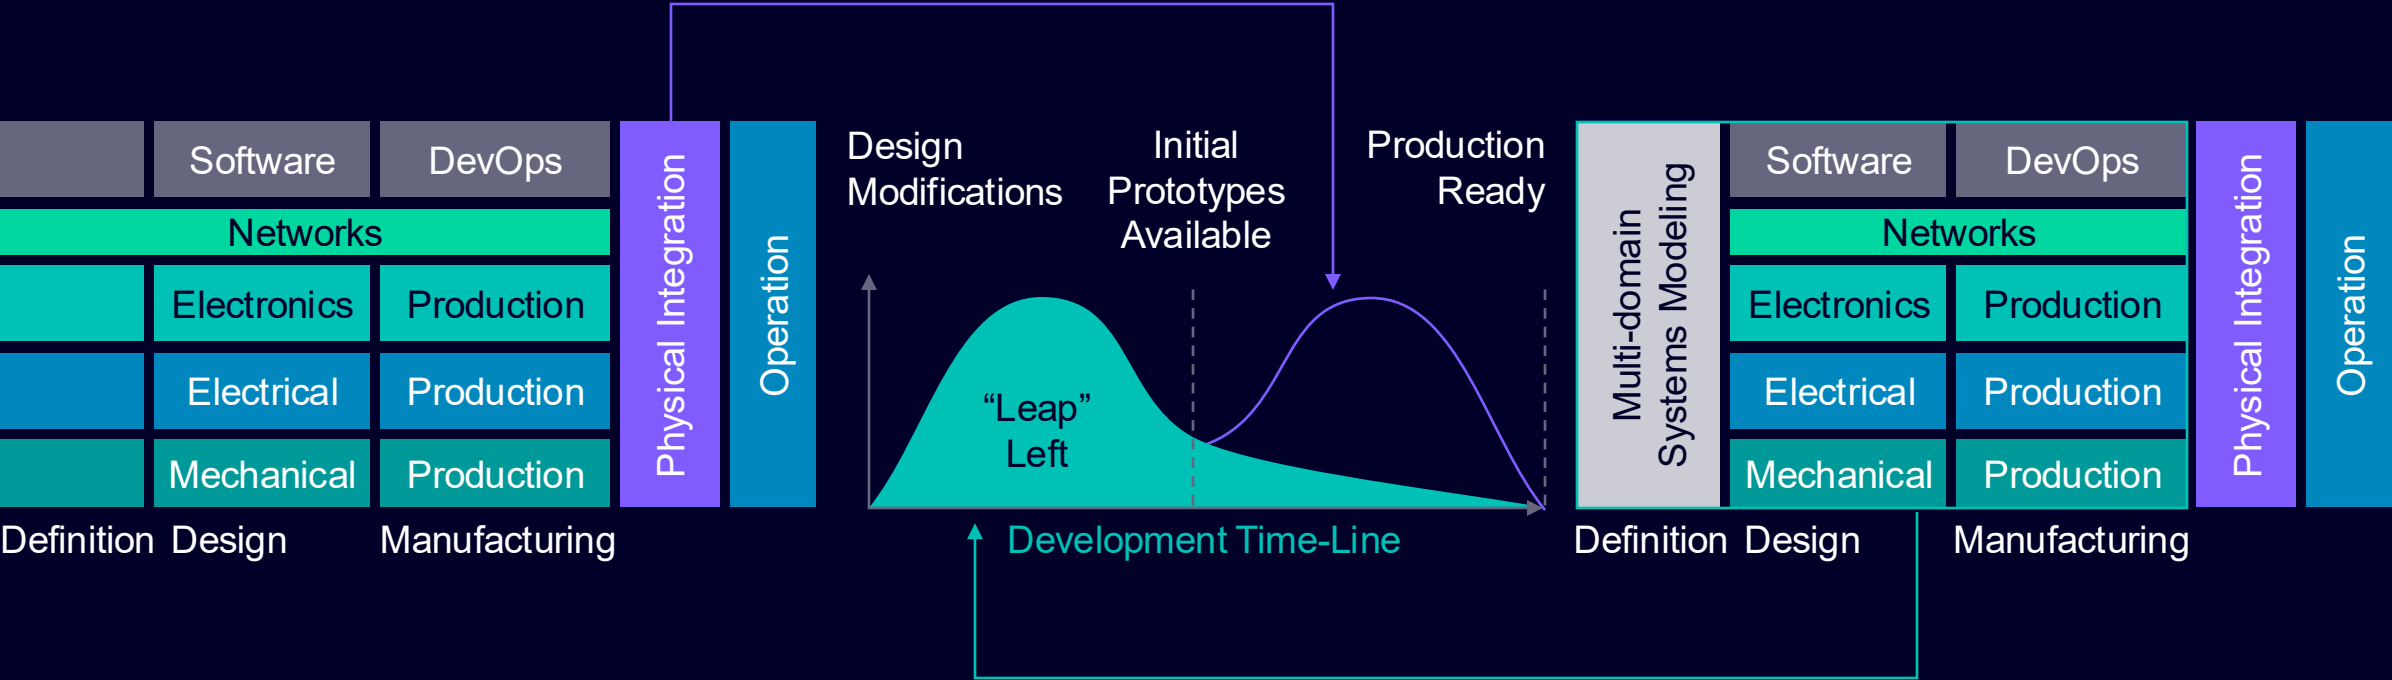 Software
DevOps
Networks
Electronics
Production
Electrical
Production
Mechanical
Production
Physical Integration
Operation
Definition
Design
Manufacturing
Design
Modifications
Initial
Prototypes
Available
Production
Ready
“Leap”
Left
Development Time-Line
Multi-domain
Systems Modeling
Software
DevOps
Networks
Electronics
Production
Electrical
Production
Mechanical
Production
Physical Integration
Operation
Definition
Design
Manufacturing